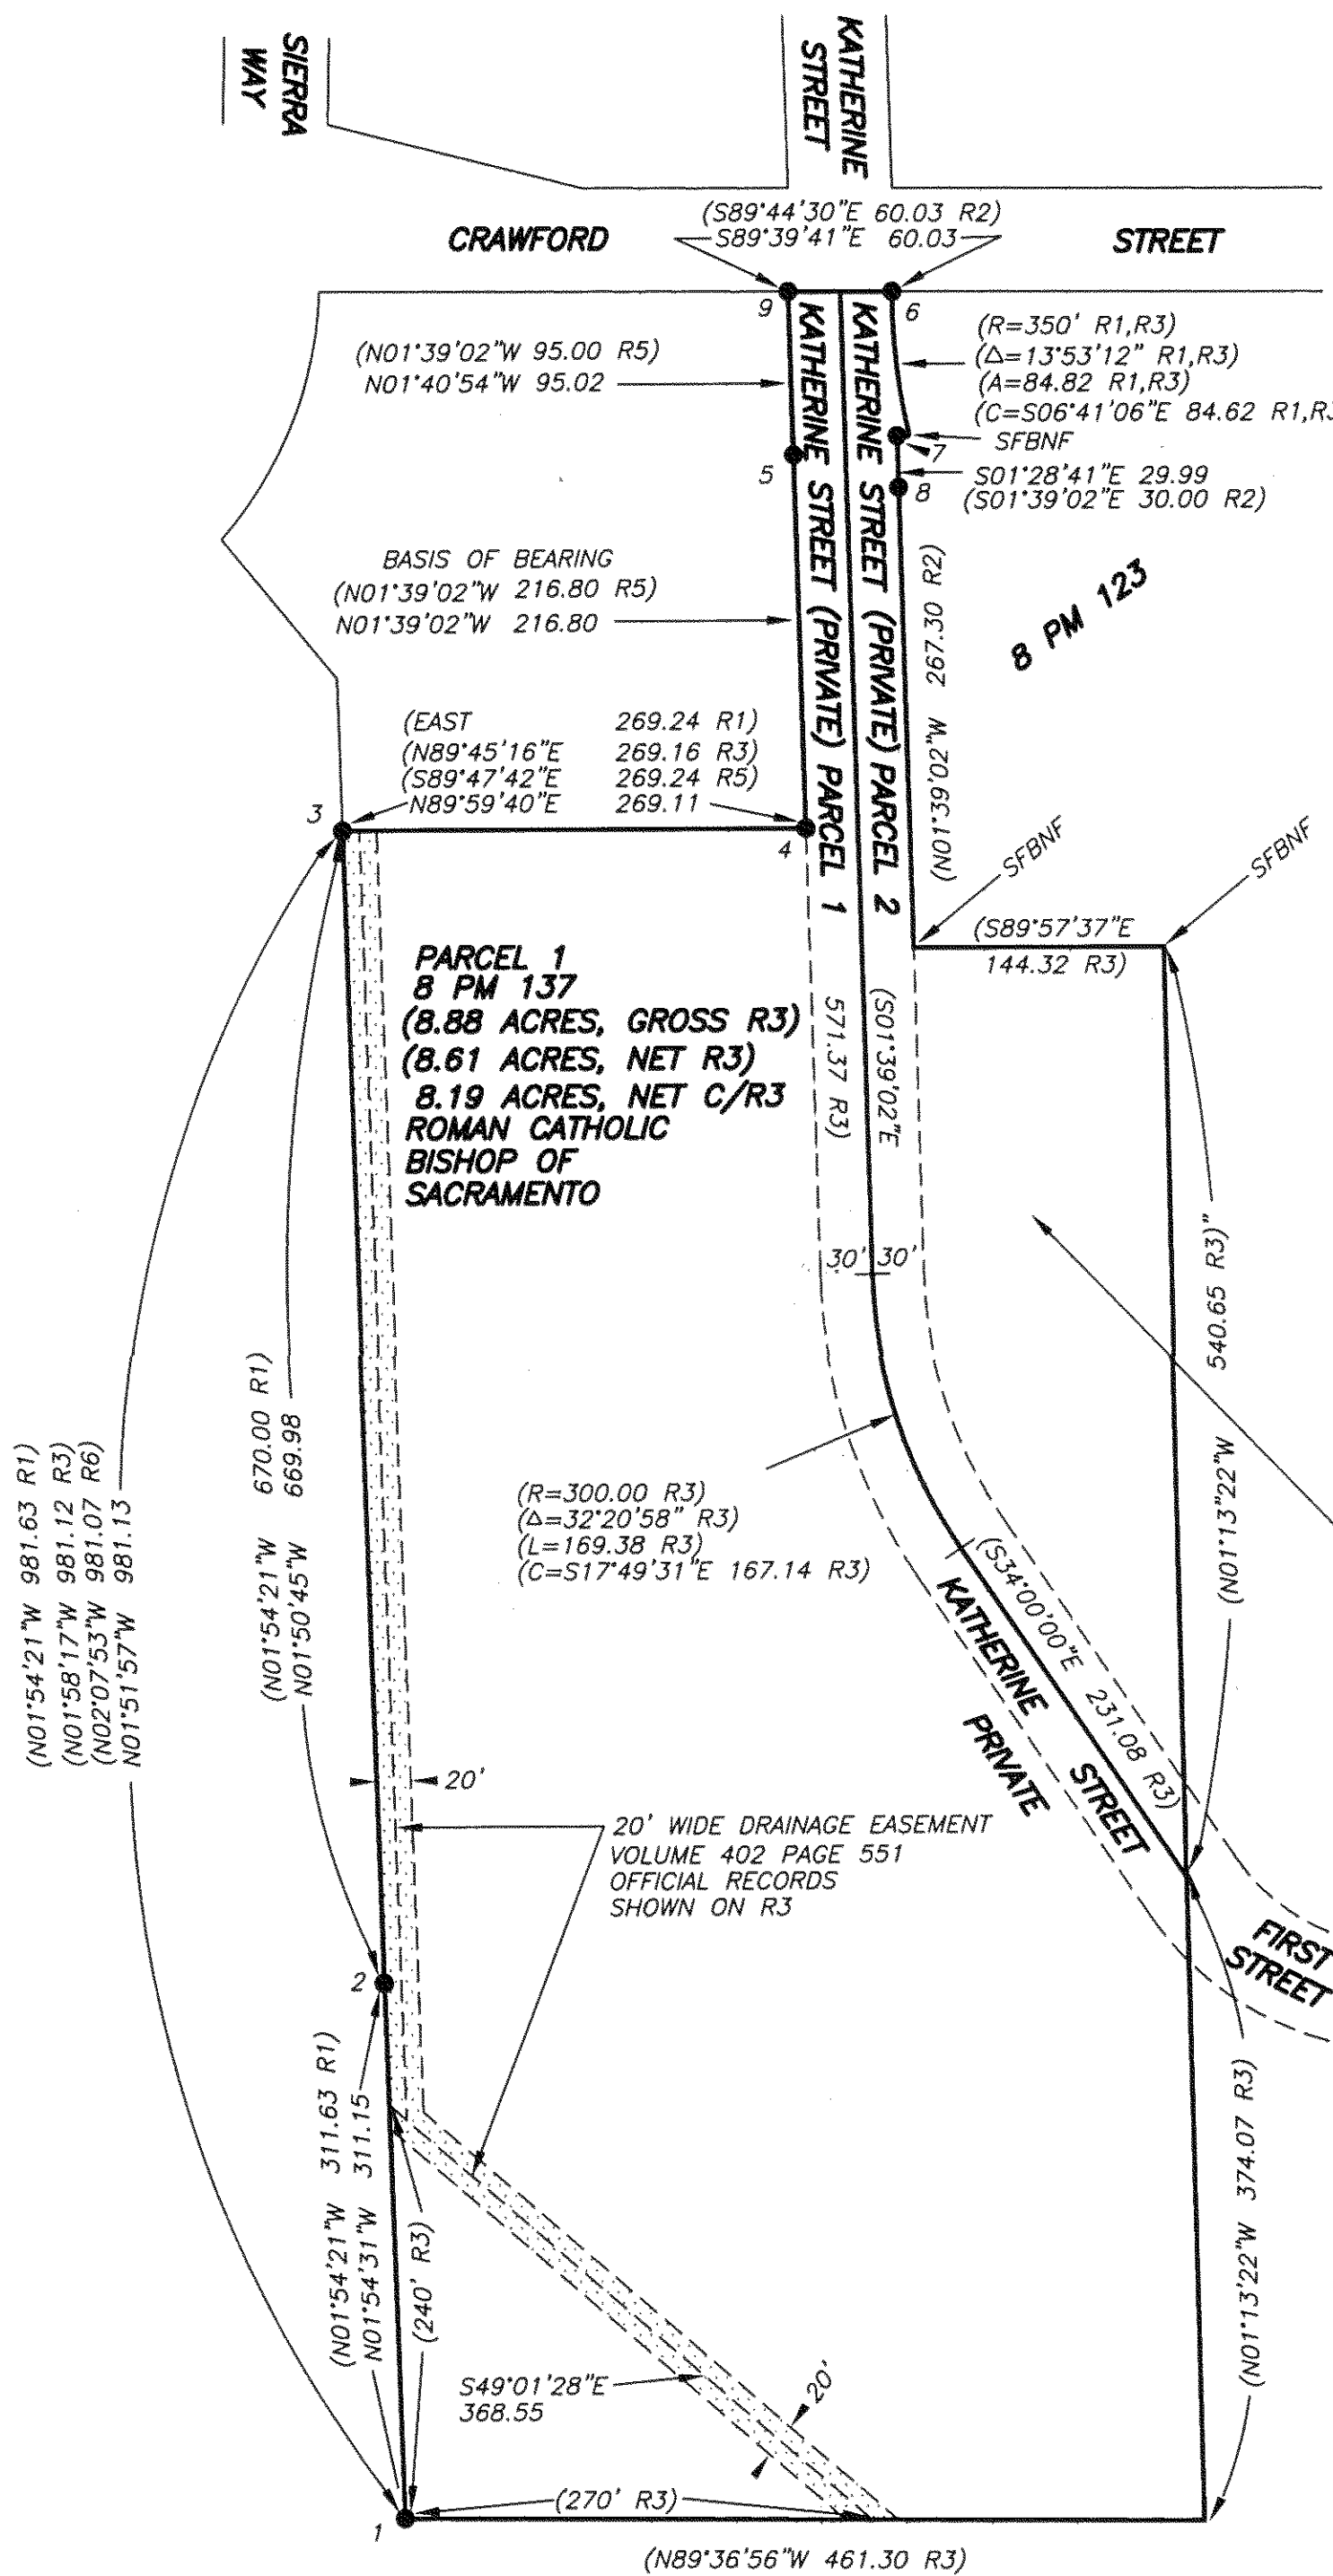 SIERRA
WAY
KATHERINE
STREET
(S89°44'30"E 60.03 R2)
S89°39'41"E 60.03
CRAWFORD
STREET
9
6
(N01°39'02"W 95.00 R5)
N01°40'54"W 95.02
(R=350' R1,R3)
(Δ=13°53'12" R1,R3)
(A=84.82 R1,R3)
(C=S06°41'06"E 84.62 R1,R3
SFBNF
7
5
8
S01°28'41"E 29.99
(S01°39'02"E 30.00 R2)
KATHERINE STREET (PRIVATE) PARCEL 1
KATHERINE STREET (PRIVATE) PARCEL 2
BASIS OF BEARING
(N01°39'02"W 216.80 R5)
N01°39'02"W 216.80
(N01°39'02"W 267.30 R2)
8 PM 123
(EAST 269.24 R1)
(N89°45'16"E 269.16 R3)
(S89°47'42"E 269.24 R5)
N89°59'40"E 269.11
3
4
SFBNF
SFBNF
(S89°57'37"E
144.32 R3)
PARCEL 1
8 PM 137
(8.88 ACRES, GROSS R3)
(8.61 ACRES, NET R3)
8.19 ACRES, NET C/R3
ROMAN CATHOLIC
BISHOP OF
SACRAMENTO
(S01°39'02"E
571.37 R3)
30' 30'
(N01°13"22"W 540.65 R3)"
(N01°54'21"W 981.63 R1)
(N01°58'17"W 981.12 R3)
(N02°07'53"W 981.07 R6)
N01°51'57"W 981.13
(N01°54'21"W 670.00 R1)
N01°50'45"W 669.98
(R=300.00 R3)
(Δ=32°20'58" R3)
(L=169.38 R3)
(C=S17°49'31"E 167.14 R3)
(S34°00'00"E 231.08 R3)
KATHERINE STREET
PRIVATE
20'
20' WIDE DRAINAGE EASEMENT
VOLUME 402 PAGE 551
OFFICIAL RECORDS
SHOWN ON R3
FIRST
STREET
2
(N01°54'21"W 311.63 R1)
N01°54'31"W 311.15
(240' R3)
(N01°13'22"W 374.07 R3)
S49°01'28"E
368.55
20'
(270' R3)
1
(N89°36'56"W 461.30 R3)